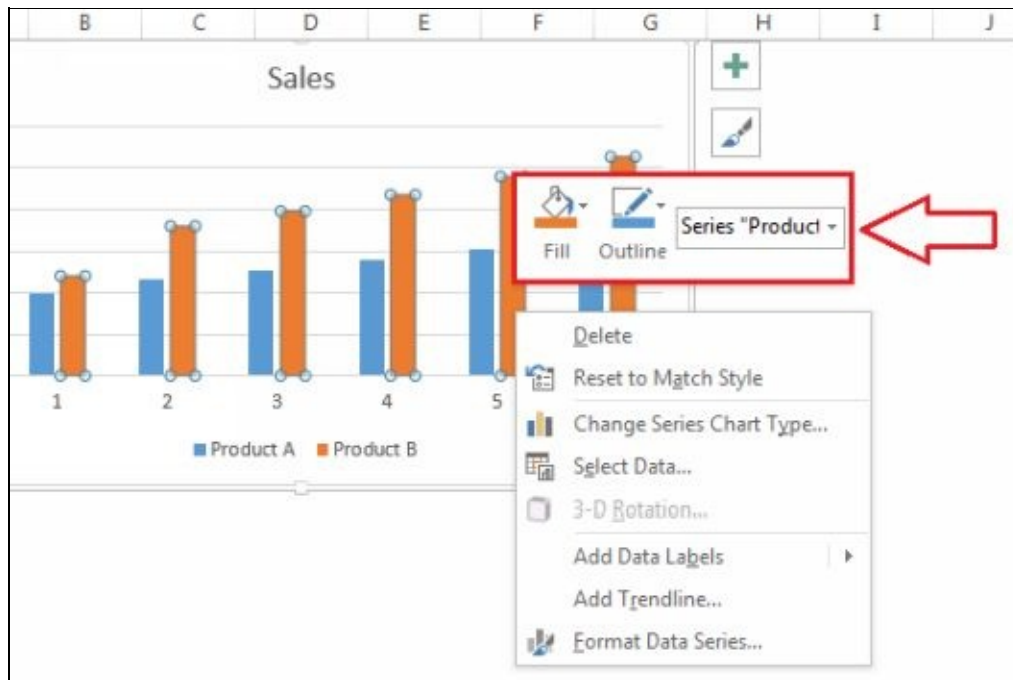 B C D E F G H I J
Sales
Fill Outline
Series "Product
1 2 3 4 5
Product A Product B
Delete
Reset to Match Style
Change Series Chart Type...
Select Data...
3-D Rotation...
Add Data Labels
Add Trendline...
Format Data Series...